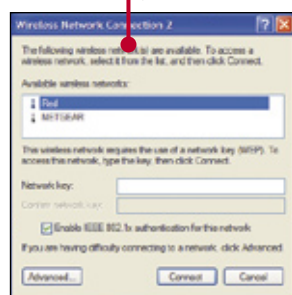 Wireless Network Connection 2
The following wireless network(s) are available. To access a
wireless network, select it from the list, and then click Connect.
Available wireless networks:
Red
NETGEAR
This wireless network requires the use of a network key (WEP). To
access this network, type the key, then click Connect.
Network key:
Confirm network key:
Enable IEEE 802.1x authentication for this network
If you are having difficulty connecting to a network, click Advanced.
Advanced... Connect Cancel